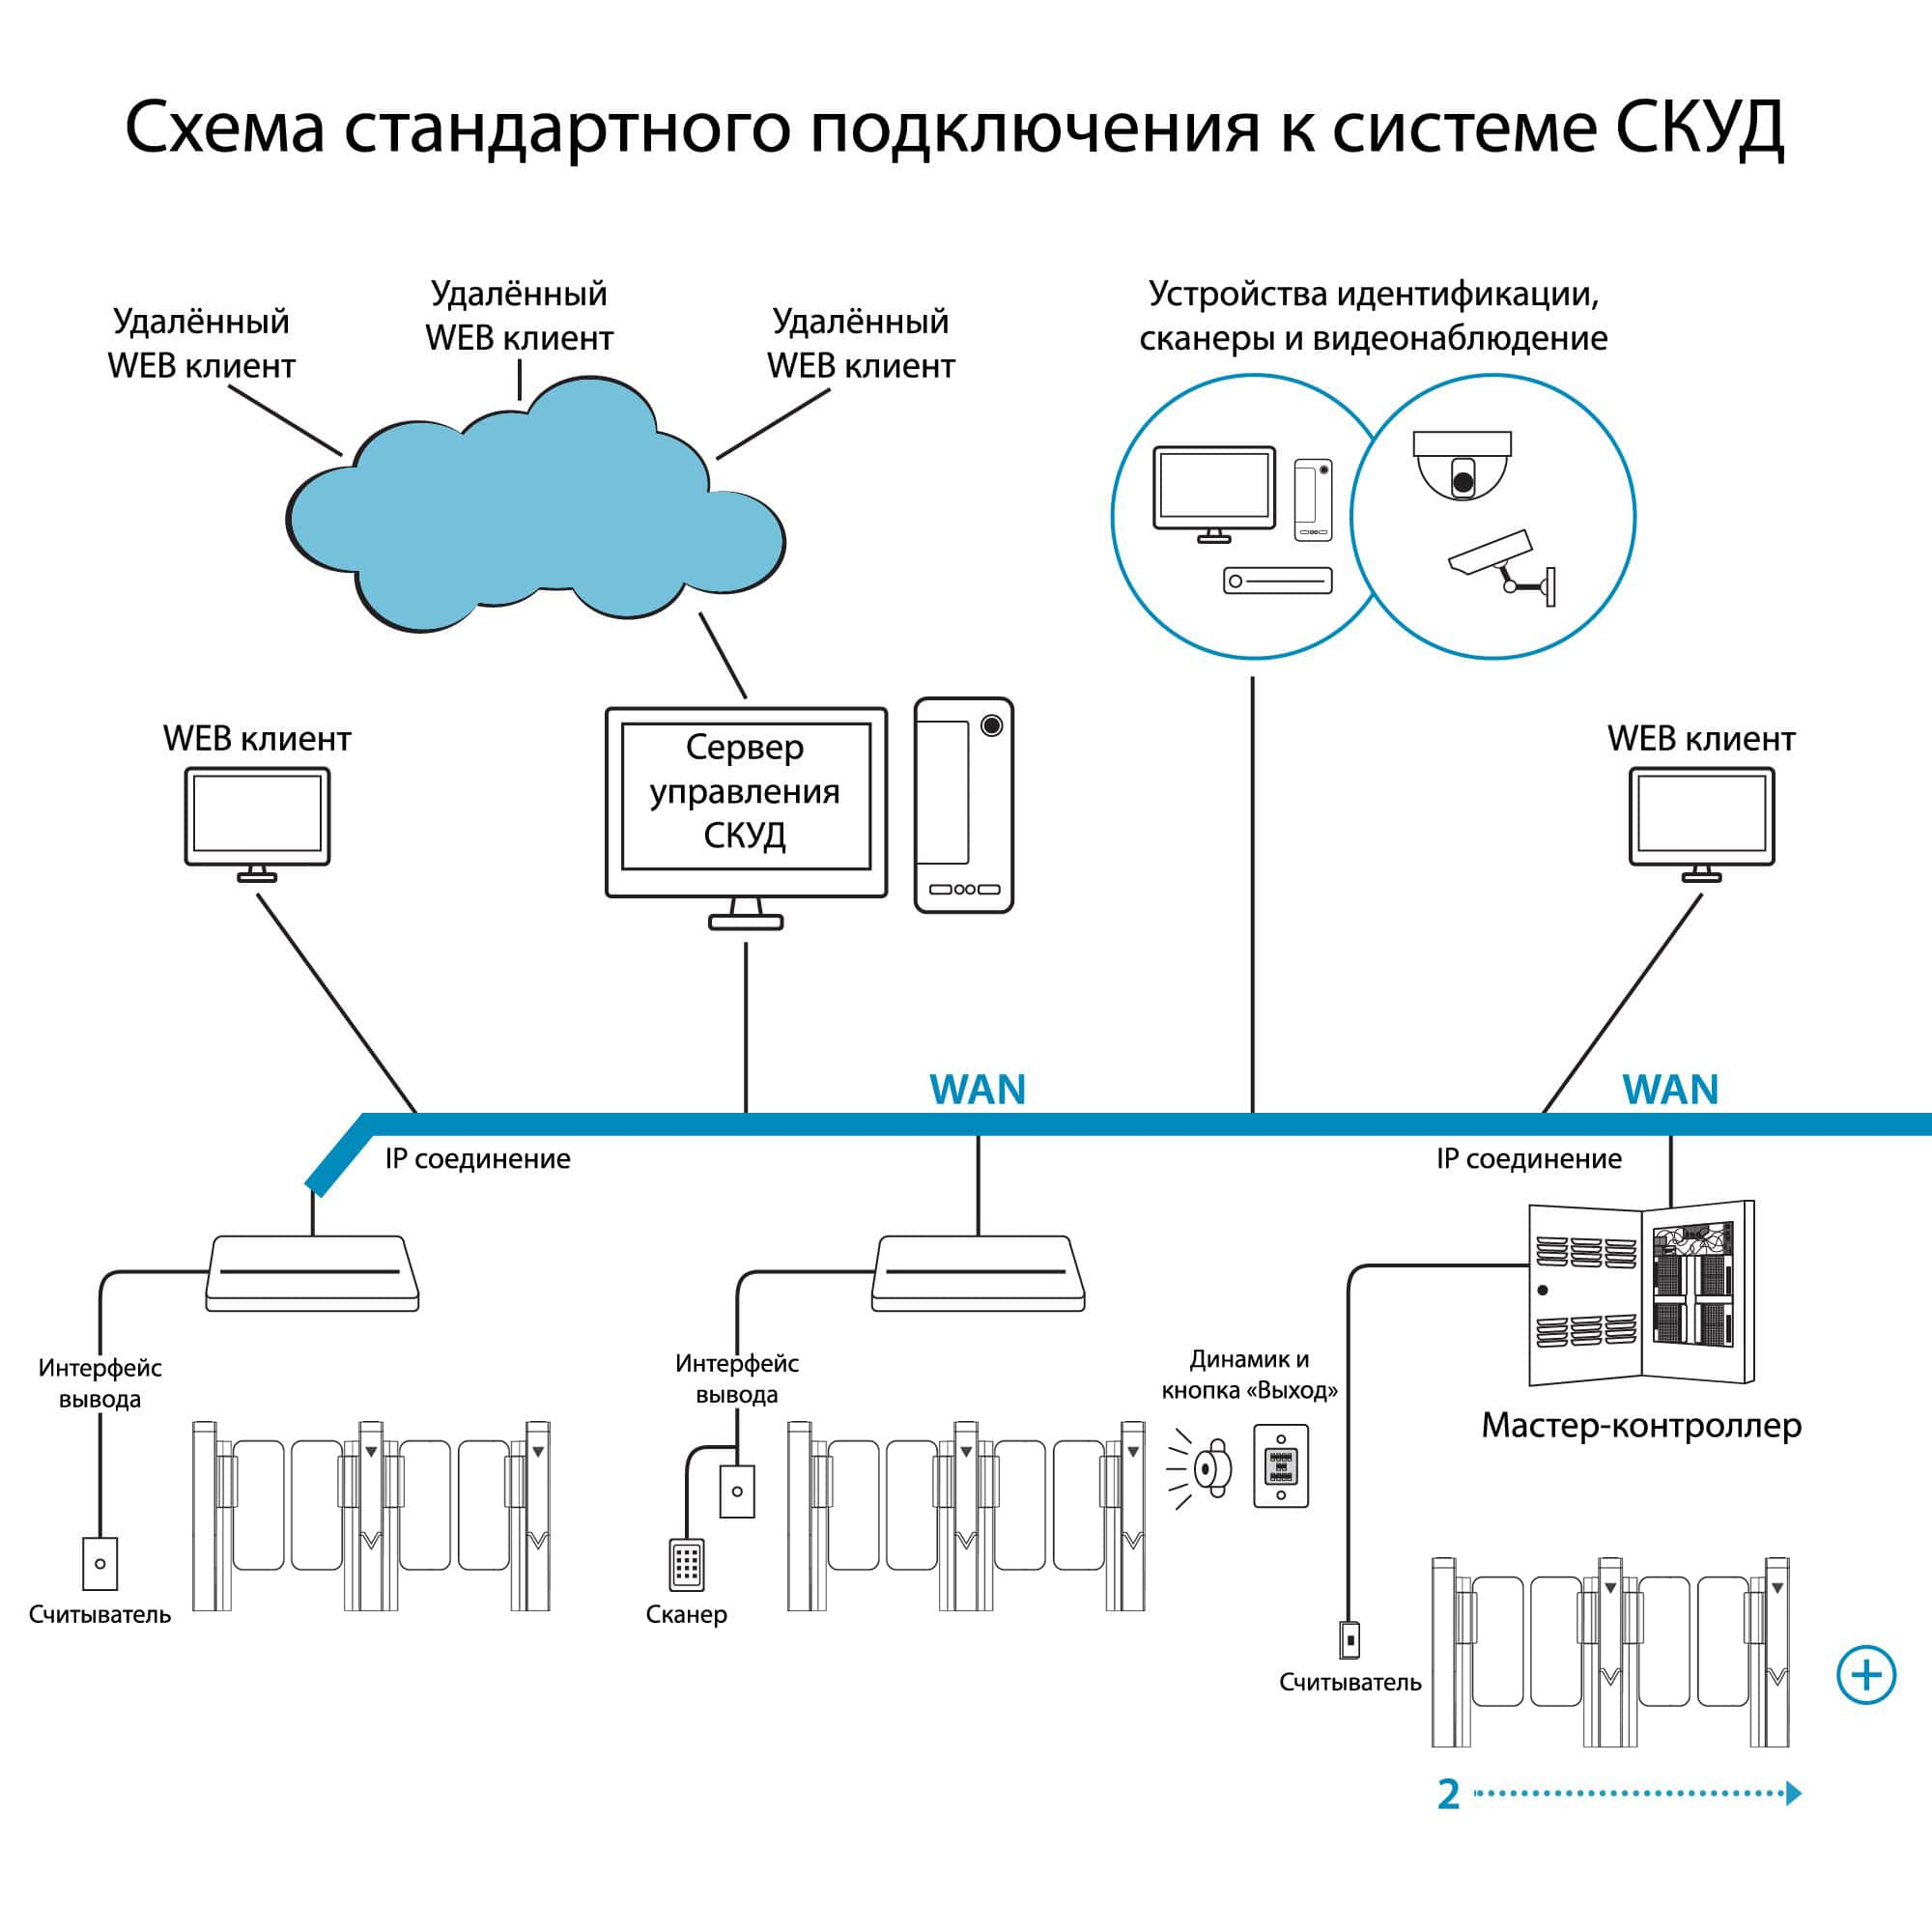 Схема стандартного подключения к системе СКУД
Удалённый
WEB клиент
Удалённый
WEB клиент
Удалённый
WEB клиент
Устройства идентификации,
сканеры и видеонаблюдение
WEB клиент
Сервер
управления
СКУД
WEB клиент
WAN
WAN
IP соединение
IP соединение
Интерфейс
вывода
Интерфейс
вывода
Динамик и
кнопка «Выход»
Мастер-контроллер
Считыватель
Сканер
Считыватель
2